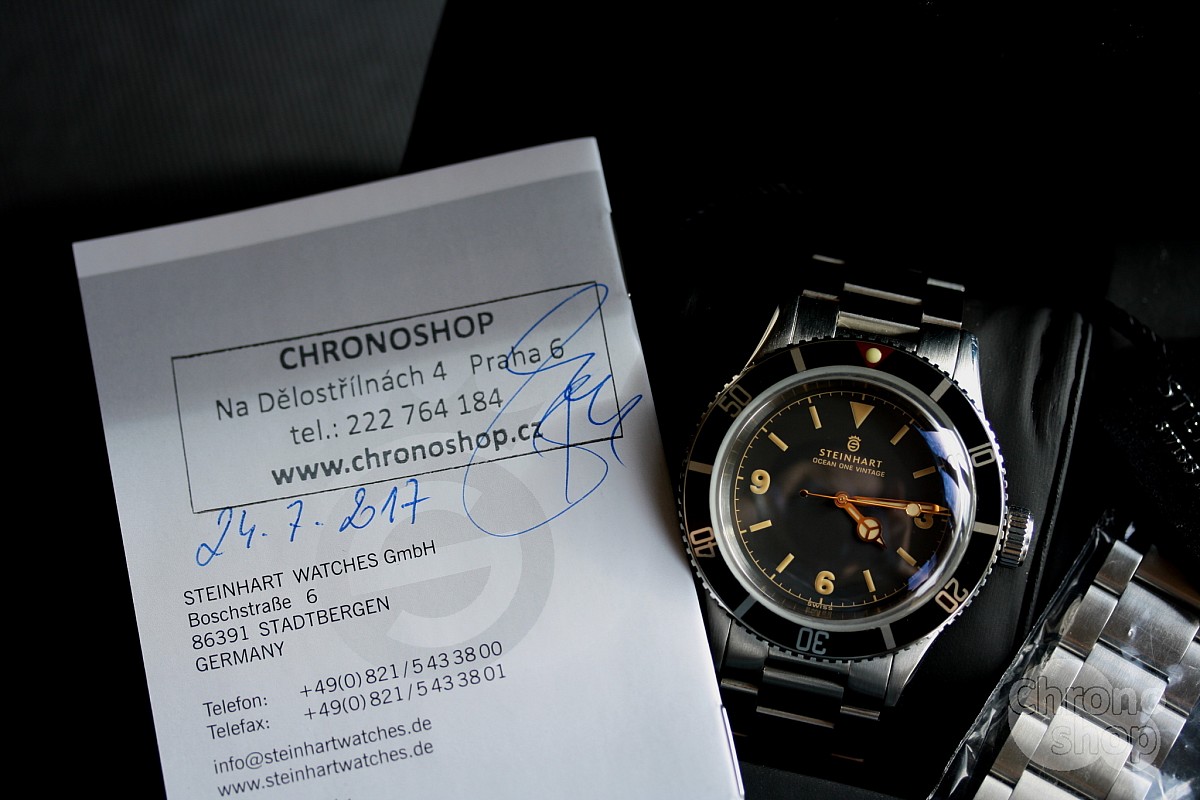 CHRONOSHOP
Na Dělostřílnách 4 Praha 6
tel.: 222 764 184
www.chronoshop.cz
24. 7. 2017
STEINHART WATCHES GmbH
Boschstraße 6
86391 STADTBERGEN
GERMANY
Telefon: +49(0)821/5433800
Telefax: +49(0)821/5433801
info@steinhartwatches.de
www.steinhartwatches.de
50
10
40
20
30
STEINHART
OCEAN ONE VINTAGE
9
3
6
SWISS
Chrono
shop